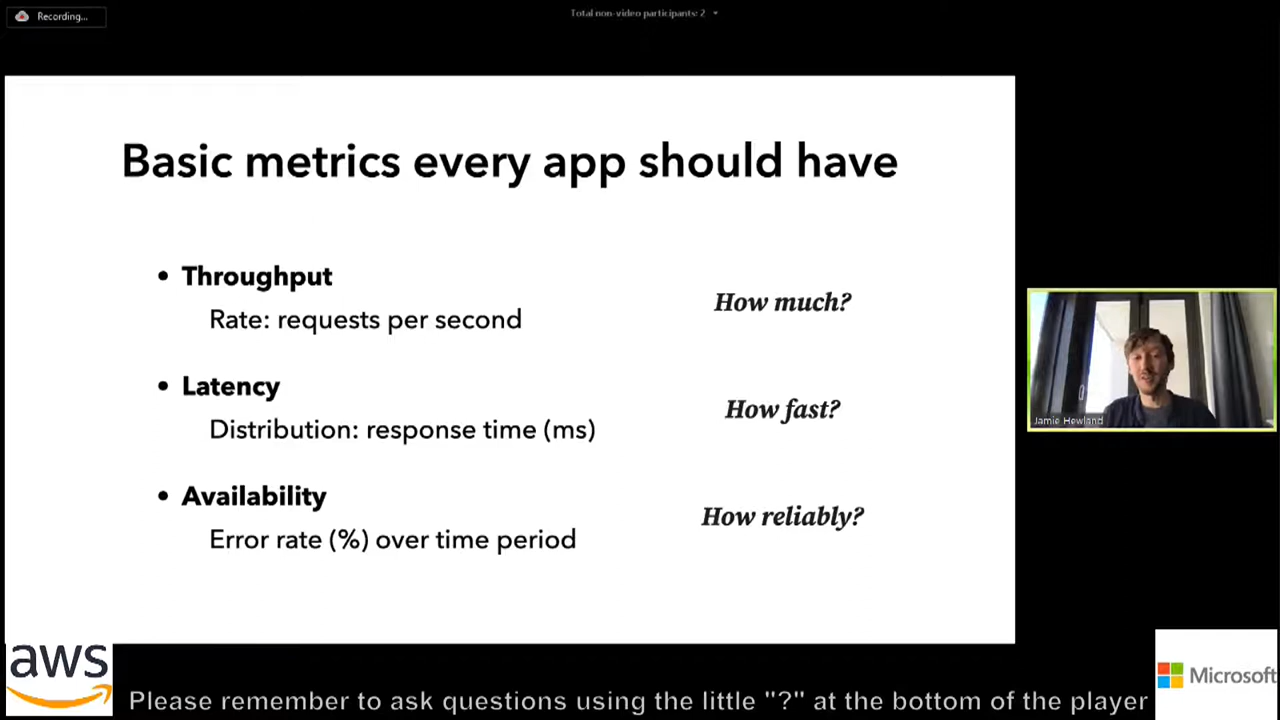 Recording...
Total non-video participants: 2
Basic metrics every app should have
• Throughput
Rate: requests per second
How much?
• Latency
Distribution: response time (ms)
How fast?
• Availability
Error rate (%) over time period
How reliably?
Jamie Hewland
aws
Please remember to ask questions using the little "?" at the bottom of the player
Microsoft